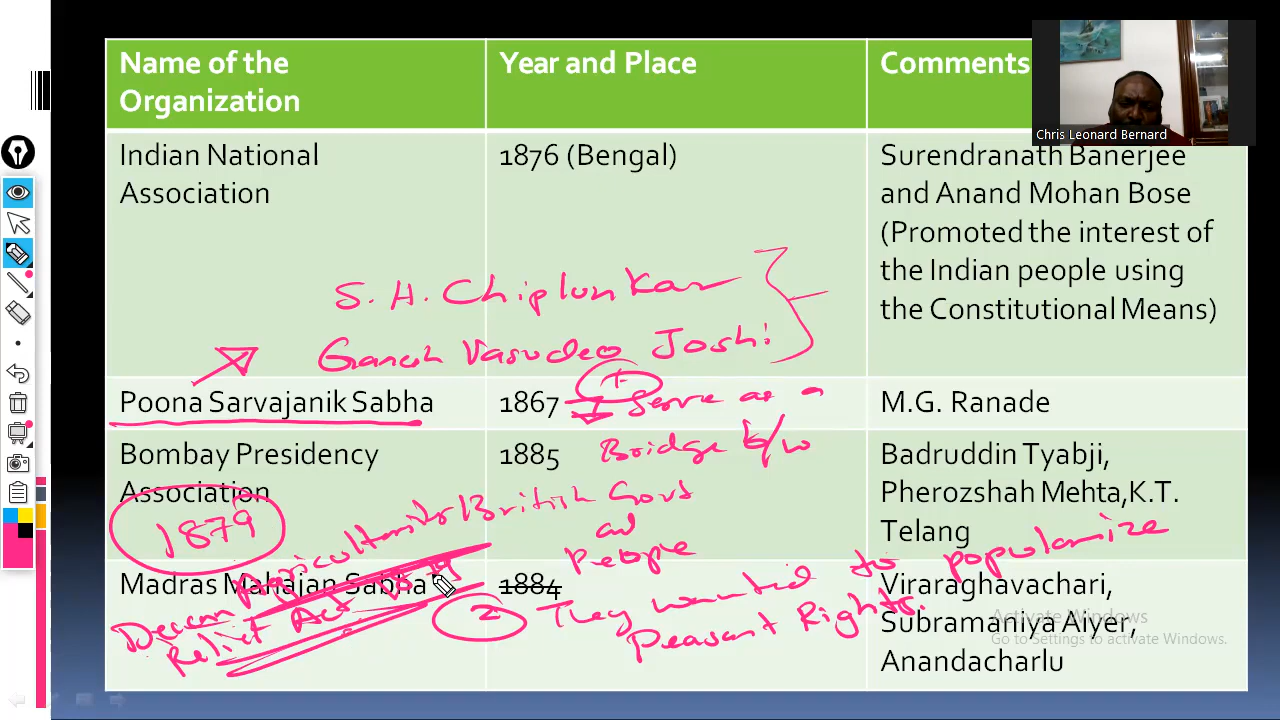 Name of the
Organization
Year and Place
Comments
Chris Leonard Bernard
Indian National
Association
1876 (Bengal)
Surendranath Banerjee
and Anand Mohan Bose
(Promoted the interest of
the Indian people using
the Constitutional Means)
S. H. Chiplunkar
Ganesh Vasudeo Joshi
Poona Sarvajanik Sabha
1867
1 Serve as a
Bridge b/w
British Govt
and
People
M.G. Ranade
Bombay Presidency
Association
1885
Badruddin Tyabji,
Pherozshah Mehta,K.T.
Telang
1879
Deccan Agriculturists
Relief Act
Madras Mahajan Sabha
1884
2 They wanted to popularize
Peasant Rights.
Viraraghavachari,
Subramaniya AIyer,
Anandacharlu
Activate Windows
Go to Settings to activate Windows.